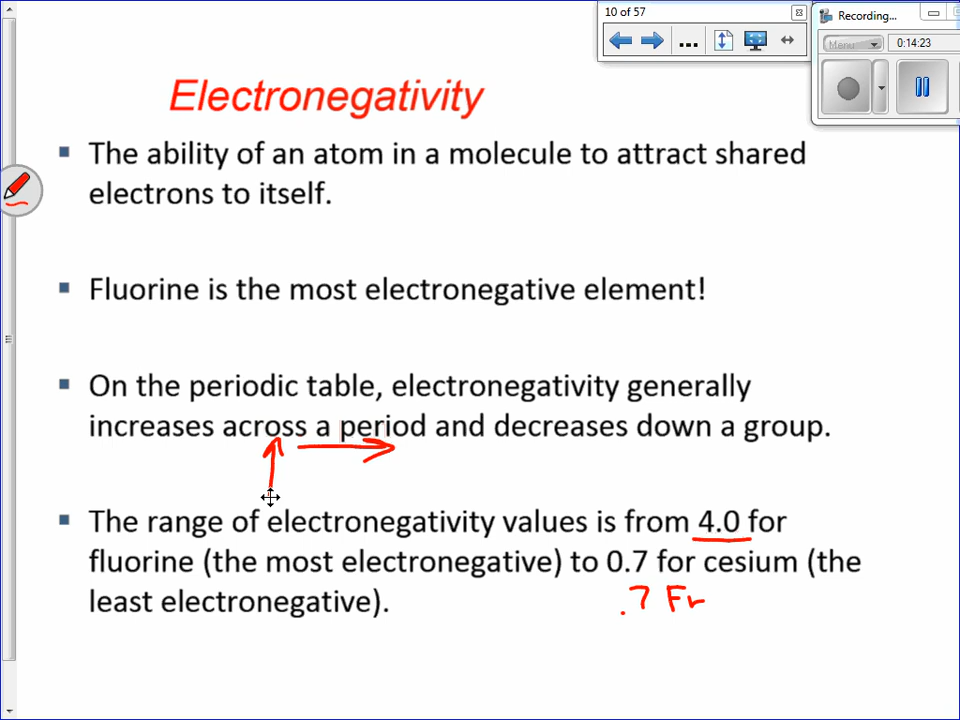 10 of 57
Recording...
Menu
0:14:23
Electronegativity
The ability of an atom in a molecule to attract shared
electrons to itself.
Fluorine is the most electronegative element!
On the periodic table, electronegativity generally
increases across a period and decreases down a group.
The range of electronegativity values is from 4.0 for
fluorine (the most electronegative) to 0.7 for cesium (the
least electronegative).
.7 Fr